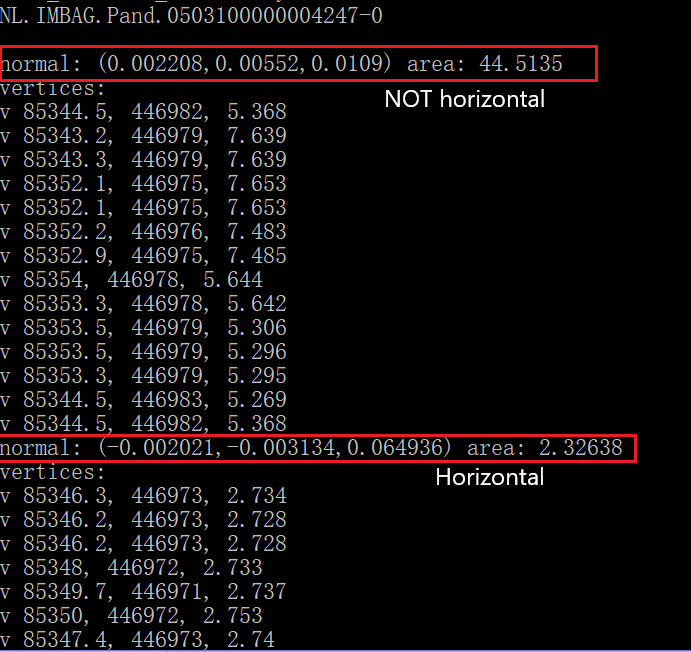 NL.IMBAG.Pand.0503100000004247-0
normal: (0.002208,0.00552,0.0109) area: 44.5135
vertices:
NOT horizontal
v 85344.5, 446982, 5.368
v 85343.2, 446979, 7.639
v 85343.3, 446979, 7.639
v 85352.1, 446975, 7.653
v 85352.1, 446975, 7.653
v 85352.2, 446976, 7.483
v 85352.9, 446975, 7.485
v 85354, 446978, 5.644
v 85353.3, 446978, 5.642
v 85353.5, 446979, 5.306
v 85353.5, 446979, 5.296
v 85353.3, 446979, 5.295
v 85344.5, 446983, 5.269
v 85344.5, 446982, 5.368
normal: (-0.002021,-0.003134,0.064936) area: 2.32638
vertices:
Horizontal
v 85346.3, 446973, 2.734
v 85346.2, 446973, 2.728
v 85346.2, 446973, 2.728
v 85348, 446972, 2.733
v 85349.7, 446971, 2.737
v 85350, 446972, 2.753
v 85347.4, 446973, 2.74